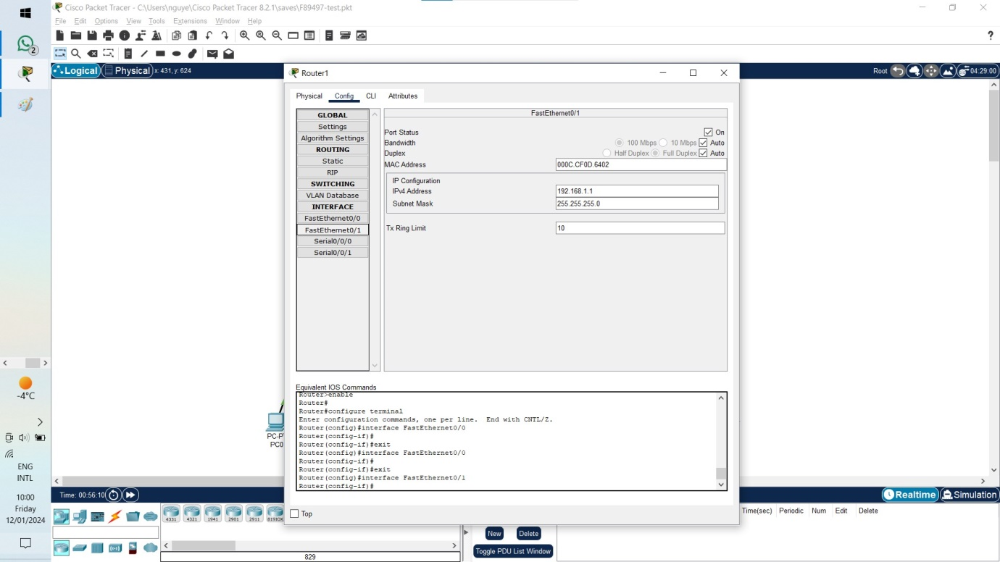 Cisco Packet Tracer - C:\Users\nguye\Cisco Packet Tracer 8.2.1\saves\F89497-test.pkt
File Edit Options View Tools Extensions Window Help
?
2
Logical Physical x: 431, y: 624
Root 04:29:00
Router1
Physical Config CLI Attributes
GLOBAL
Settings
Algorithm Settings
ROUTING
Static
RIP
SWITCHING
VLAN Database
INTERFACE
FastEthernet0/0
FastEthernet0/1
Serial0/0/0
Serial0/0/1
FastEthernet0/1
Port Status On
Bandwidth 100 Mbps 10 Mbps Auto
Duplex Half Duplex Full Duplex Auto
MAC Address 000C.CF0D.6402
IP Configuration
IPv4 Address 192.168.1.1
Subnet Mask 255.255.255.0
Tx Ring Limit 10
Equivalent IOS Commands
Router>enable
Router#
Router#configure terminal
Enter configuration commands, one per line. End with CNTL/Z.
Router(config)#interface FastEthernet0/0
Router(config-if)#
Router(config-if)#exit
Router(config)#interface FastEthernet0/0
Router(config-if)#
Router(config-if)#exit
Router(config)#interface FastEthernet0/1
Router(config-if)#
Top
PC-P
PC0
-4°C
ENG
INTL
10:00
Friday
12/01/2024
Time: 00:56:10
Realtime Simulation
4331 4321 1941 2901 2911 819IOX
829
New Delete
Toggle PDU List Window
Time(sec) Periodic Num Edit Delete